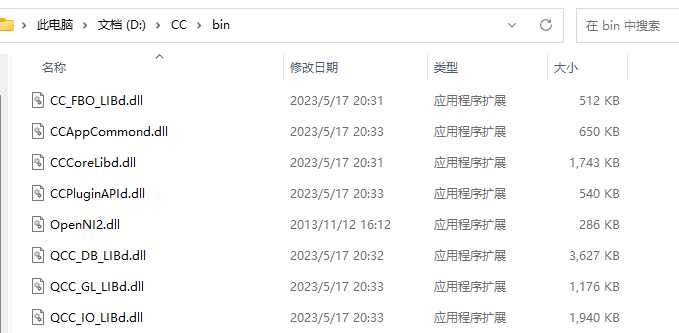 此电脑 > 文档 (D:) > CC > bin
在 bin 中搜索
名称 修改日期 类型 大小
CC_FBO_LIBd.dll 2023/5/17 20:31 应用程序扩展 512 KB
CCAppCommond.dll 2023/5/17 20:33 应用程序扩展 650 KB
CCCoreLibd.dll 2023/5/17 20:31 应用程序扩展 1,743 KB
CCPluginAPId.dll 2023/5/17 20:33 应用程序扩展 540 KB
OpenNI2.dll 2013/11/12 16:12 应用程序扩展 286 KB
QCC_DB_LIBd.dll 2023/5/17 20:32 应用程序扩展 3,627 KB
QCC_GL_LIBd.dll 2023/5/17 20:33 应用程序扩展 1,176 KB
QCC_IO_LIBd.dll 2023/5/17 20:33 应用程序扩展 1,940 KB